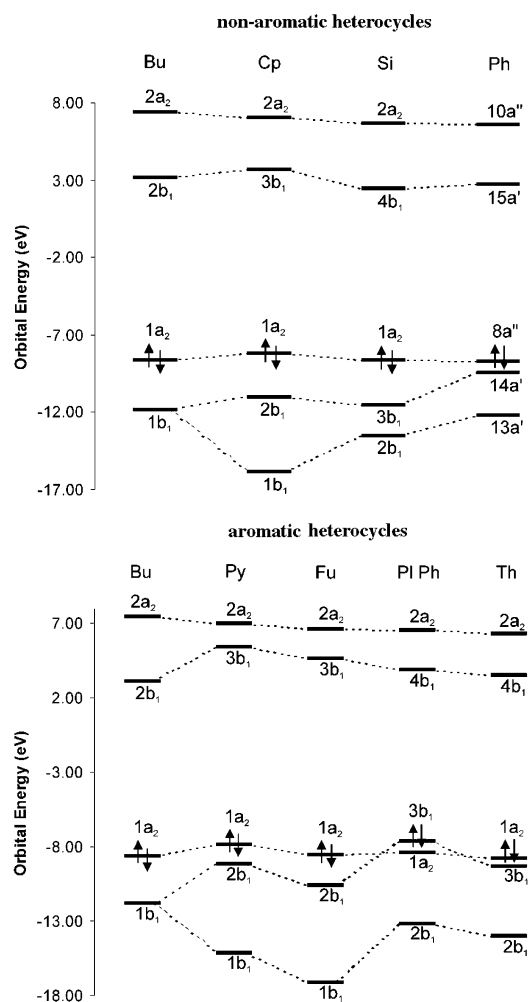 non-aromatic heterocycles
Bu Cp Si Ph
8.00
2a₂ 2a₂ 2a₂ 10a"
3.00
2b₁ 3b₁ 4b₁ 15a'
-2.00
Orbital Energy (eV)
-7.00
1a₂ 1a₂ 1a₂ 8a"
14a'
-12.00
1b₁ 2b₁ 3b₁ 13a'
2b₁
1b₁
-17.00
aromatic heterocycles
Bu Py Fu Pl Ph Th
2a₂ 2a₂ 2a₂ 2a₂ 2a₂
7.00
3b₁ 3b₁ 4b₁ 4b₁
2b₁
2.00
-3.00
Orbital Energy (eV)
1a₂ 1a₂ 1a₂ 3b₁ 1a₂
-8.00
2b₁ 2b₁ 1a₂ 3b₁
1b₁
-13.00
1b₁ 1b₁ 2b₁ 2b₁
-18.00